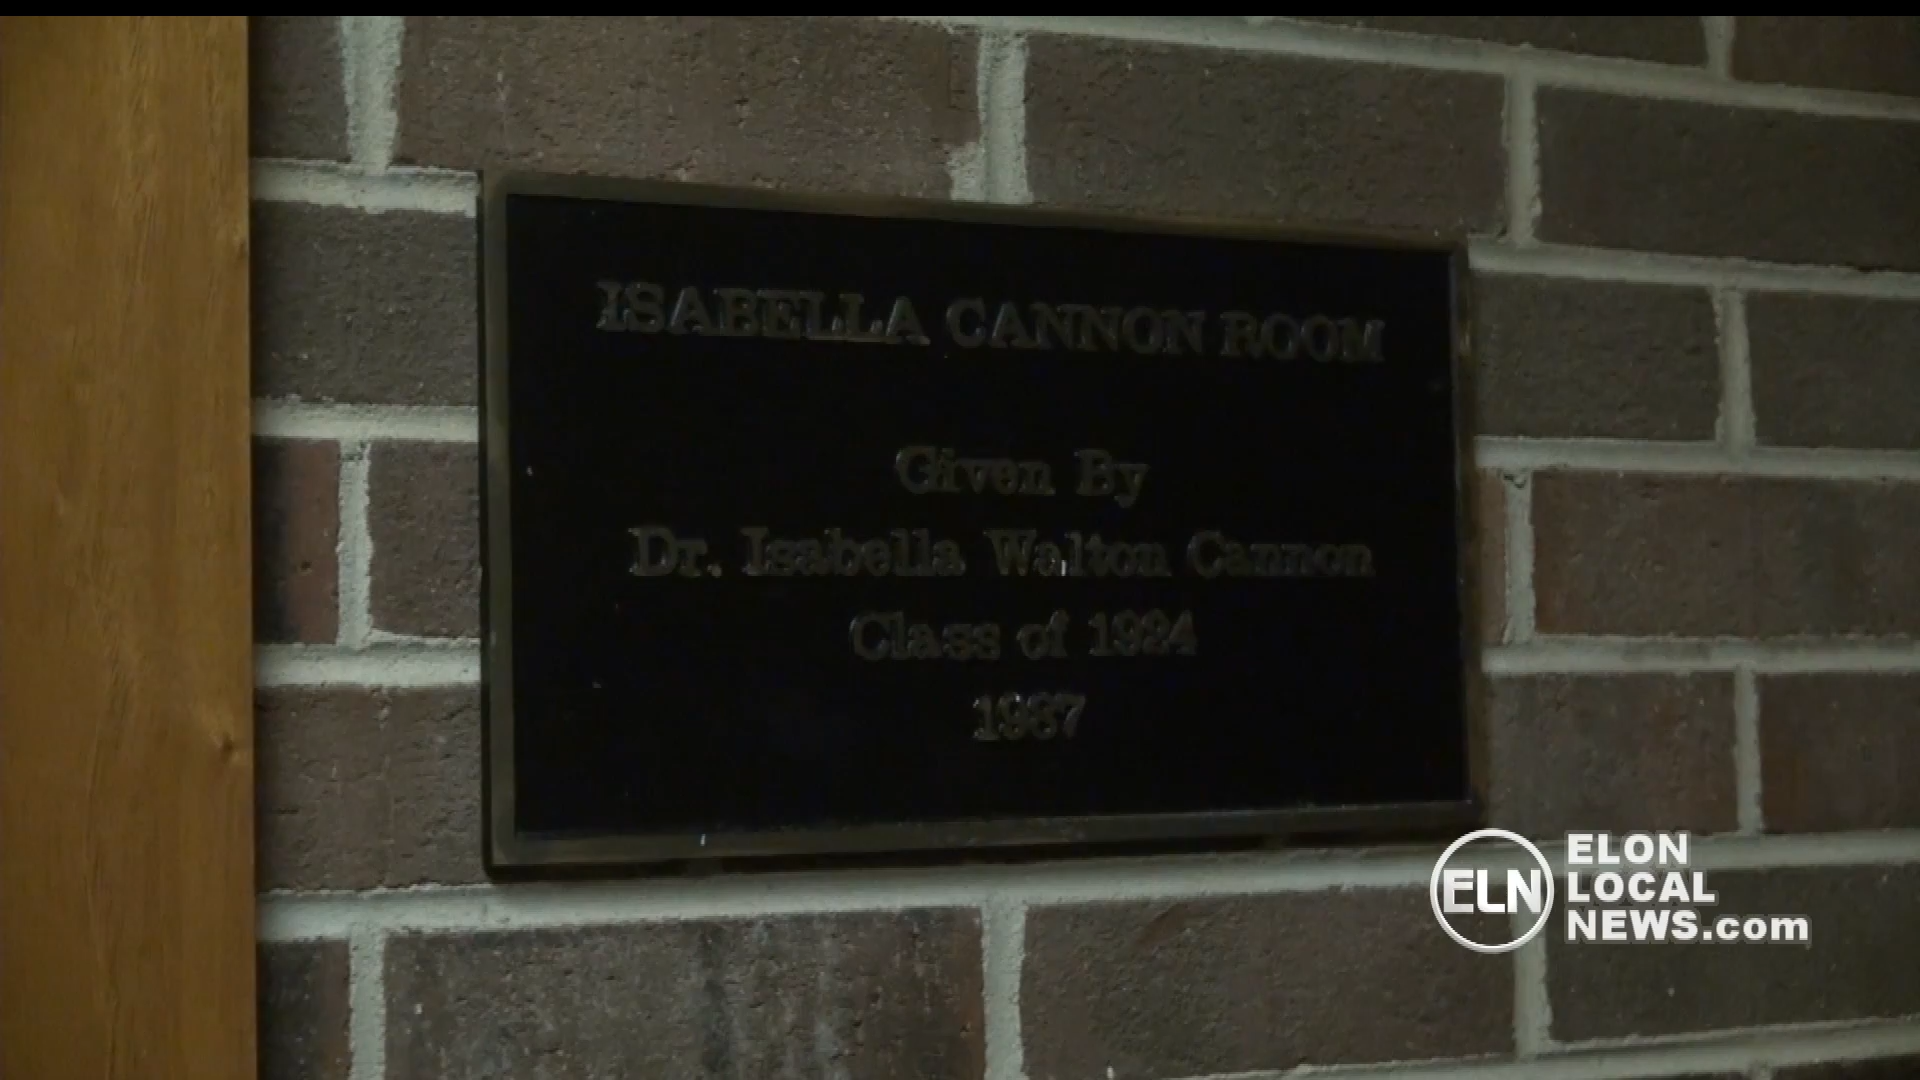 ISABELLA CANNON ROOM
Given By
Dr. Isabella Walton Cannon
Class of 1924
1987
ELN
ELON
LOCAL
NEWS.com